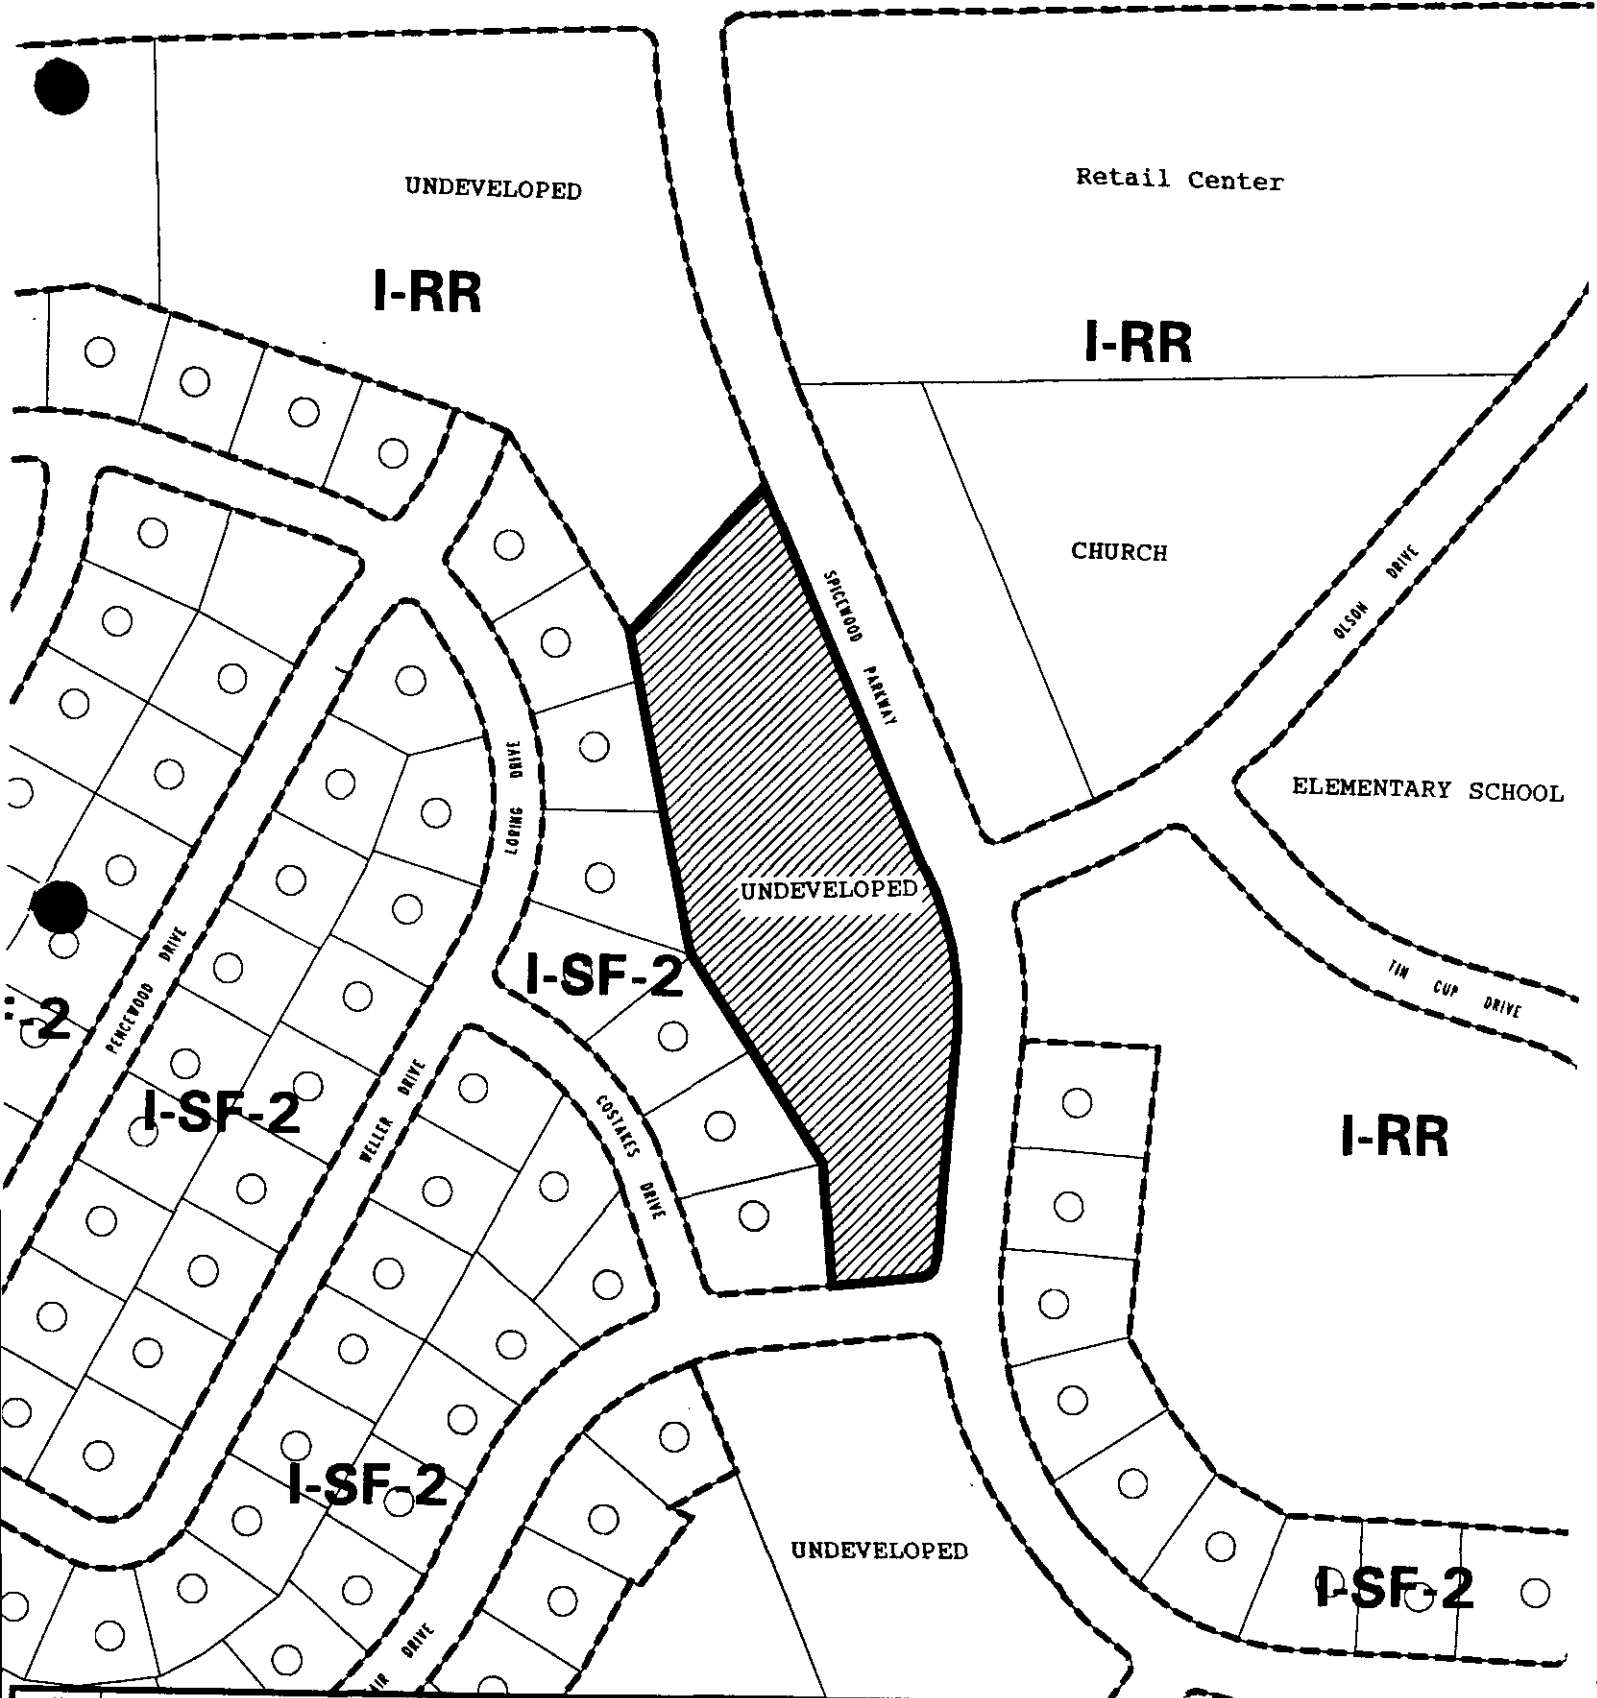 UNDEVELOPED
Retail Center
I-RR
I-RR
CHURCH
SPICEWOOD PARKWAY
OLSON DRIVE
LORING DRIVE
ELEMENTARY SCHOOL
UNDEVELOPED
I-SF-2
TIN CUP DRIVE
PENCEWOOD DRIVE
-2
I-SF-2
WELLER DRIVE
COSTAKES DRIVE
I-RR
I-SF-2
UNDEVELOPED
I-SF-2
DRIVE